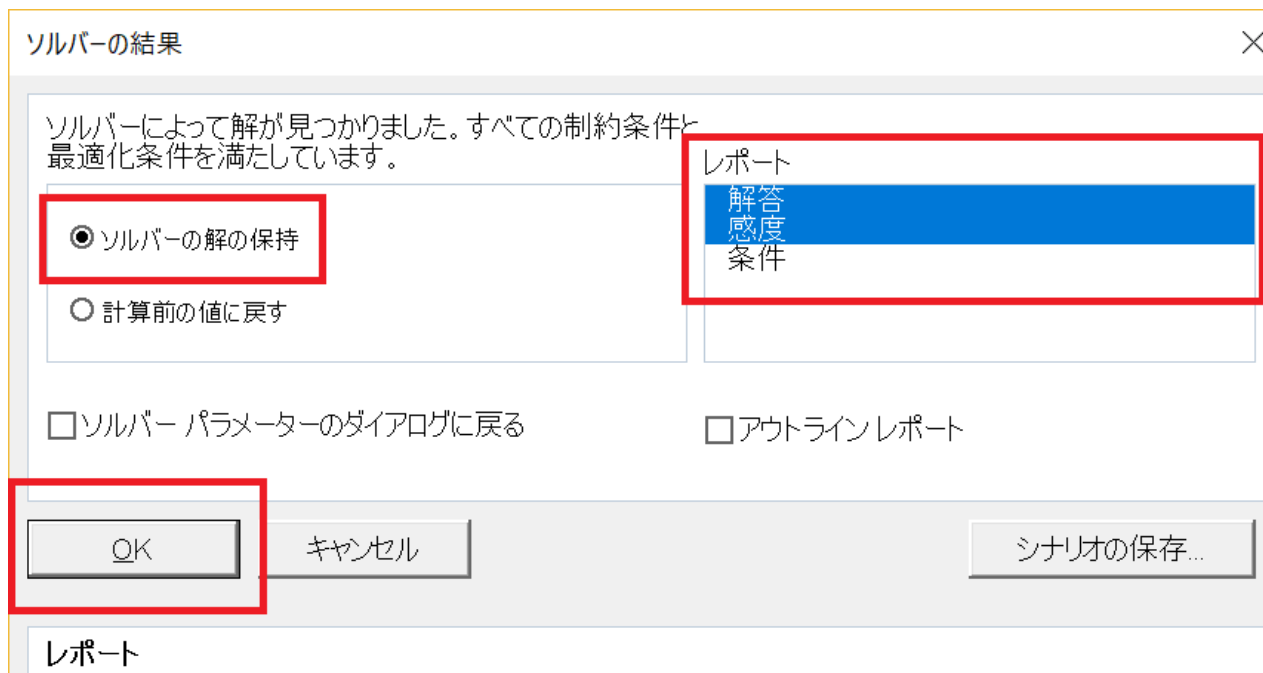 ソルバーの結果
ソルバーによって解が見つかりました。すべての制約条件と
最適化条件を満たしています。
レポート
解答
感度
条件
ソルバーの解の保持
計算前の値に戻す
ソルバー パラメーターのダイアログに戻る
アウトライン レポート
OK
キャンセル
シナリオの保存...
レポート